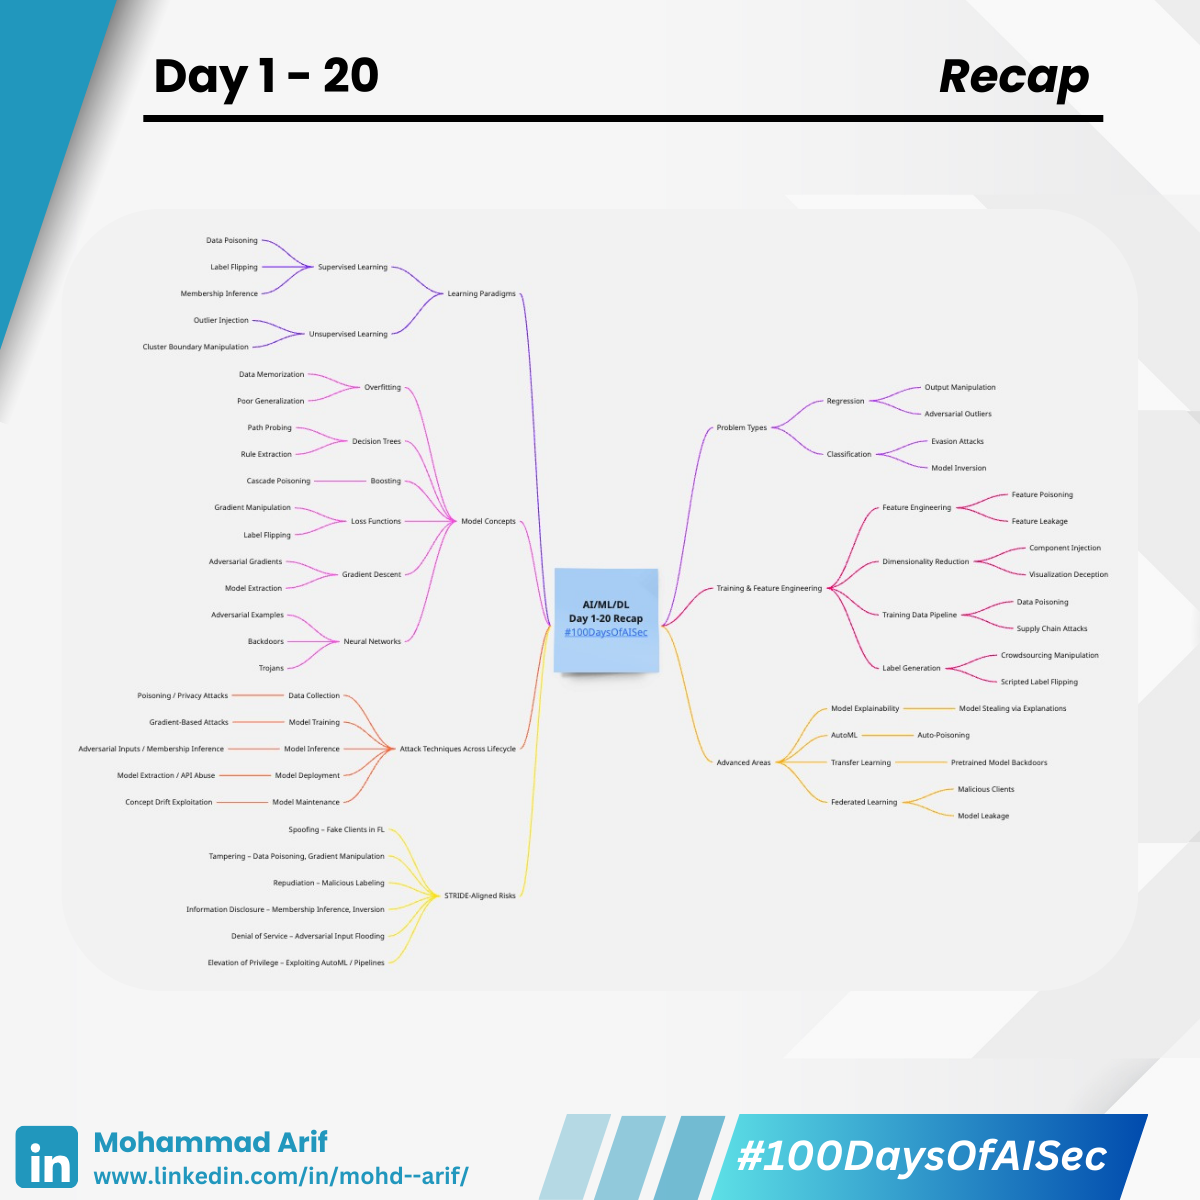 Day 1 - 20
Recap
Data Poisoning
Label Flipping
Membership Inference
Supervised Learning
Outlier Injection
Cluster Boundary Manipulation
Unsupervised Learning
Learning Paradigms
Data Memorization
Poor Generalization
Overfitting
Path Probing
Rule Extraction
Decision Trees
Cascade Poisoning
Boosting
Gradient Manipulation
Label Flipping
Loss Functions
Adversarial Gradients
Model Extraction
Gradient Descent
Adversarial Examples
Backdoors
Trojans
Neural Networks
Model Concepts
Poisoning / Privacy Attacks
Data Collection
Gradient-Based Attacks
Model Training
Adversarial Inputs / Membership Inference
Model Inference
Model Extraction / API Abuse
Model Deployment
Concept Drift Exploitation
Model Maintenance
Attack Techniques Across Lifecycle
Spoofing – Fake Clients in FL
Tampering – Data Poisoning, Gradient Manipulation
Repudiation – Malicious Labeling
Information Disclosure – Membership Inference, Inversion
Denial of Service – Adversarial Input Flooding
Elevation of Privilege – Exploiting AutoML / Pipelines
STRIDE-Aligned Risks
AI/ML/DL
Day 1-20 Recap
#100DaysOfAISec
Problem Types
Regression
Output Manipulation
Adversarial Outliers
Classification
Evasion Attacks
Model Inversion
Training & Feature Engineering
Feature Engineering
Feature Poisoning
Feature Leakage
Dimensionality Reduction
Component Injection
Visualization Deception
Training Data Pipeline
Data Poisoning
Supply Chain Attacks
Label Generation
Crowdsourcing Manipulation
Scripted Label Flipping
Advanced Areas
Model Explainability
Model Stealing via Explanations
AutoML
Auto-Poisoning
Transfer Learning
Pretrained Model Backdoors
Federated Learning
Malicious Clients
Model Leakage
in
Mohammad Arif
www.linkedin.com/in/mohd--arif/
#100DaysOfAISec